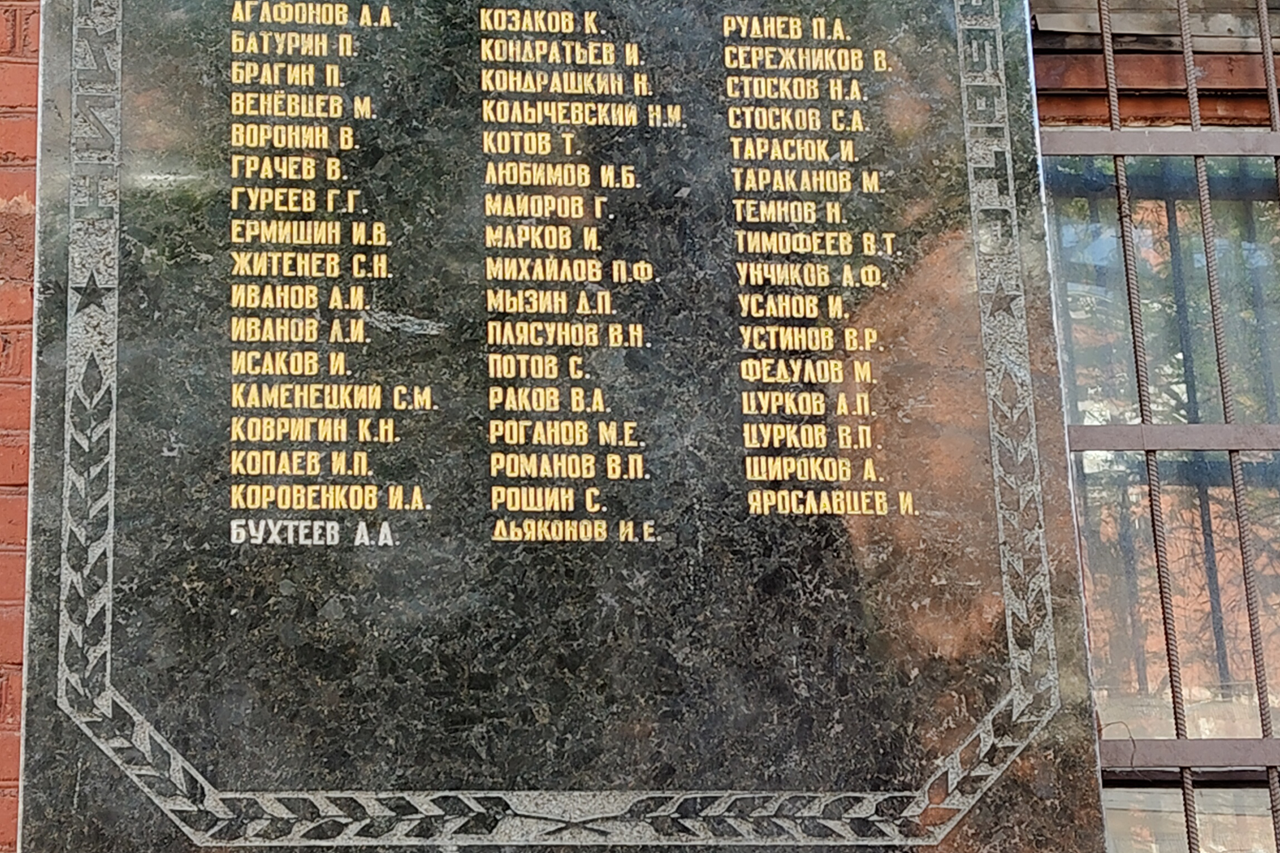 АГАФОНОВ А.А.
БАТУРИН П.
БРАГИН П.
ВЕНЁВЦЕВ М.
ВОРОНИН В.
ГРАЧЕВ В.
ГУРЕЕВ Г.Г.
ЕРМИШИН И.В.
ЖИТЕНЕВ С.Н.
ИВАНОВ А.И.
ИВАНОВ Л.И.
ИСАКОВ И.
КАМЕНЕЦКИЙ С.М.
КОВРИГИН К.Н.
КОПАЕВ И.П.
КОРОВЕНКОВ И.А.
БУХТЕЕВ А.А.
КОЗАКОВ К.
КОНДРАТЬЕВ И.
КОНДРАШКИН Н.
КОЛЫЧЕВСКИЙ Н.И.
КОТОВ Т.
ЛЮБИМОВ И.Б.
МАИОРОВ Г.
МАРКОВ И.
МИХАЙЛОВ П.Ф.
МЫЗИН Д.П.
ПЛЯСУНОВ В.Н.
ПОТОВ С.
РАКОВ В.А.
РОГАНОВ М.Е.
РОМАНОВ В.П.
РОЩИН С.
ДЬЯКОНОВ И.Е.
РУДНЕВ П.А.
СЕРЕЖНИКОВ В.
СТОСКОВ Н.А.
СТОСКОВ С.А.
ТАРАСЮК И.
ТАРАКАНОВ М.
ТЕМНОВ Н.
ТИМОФЕЕВ В.Т.
УНЧИКОВ А.Ф.
УСАНОВ И.
УСТИНОВ В.Р.
ФЕДУЛОВ М.
ЦУРКОВ А.П.
ЦУРКОВ В.П.
ШИРОКОВ А.
ЯРОСЛАВЦЕВ И.